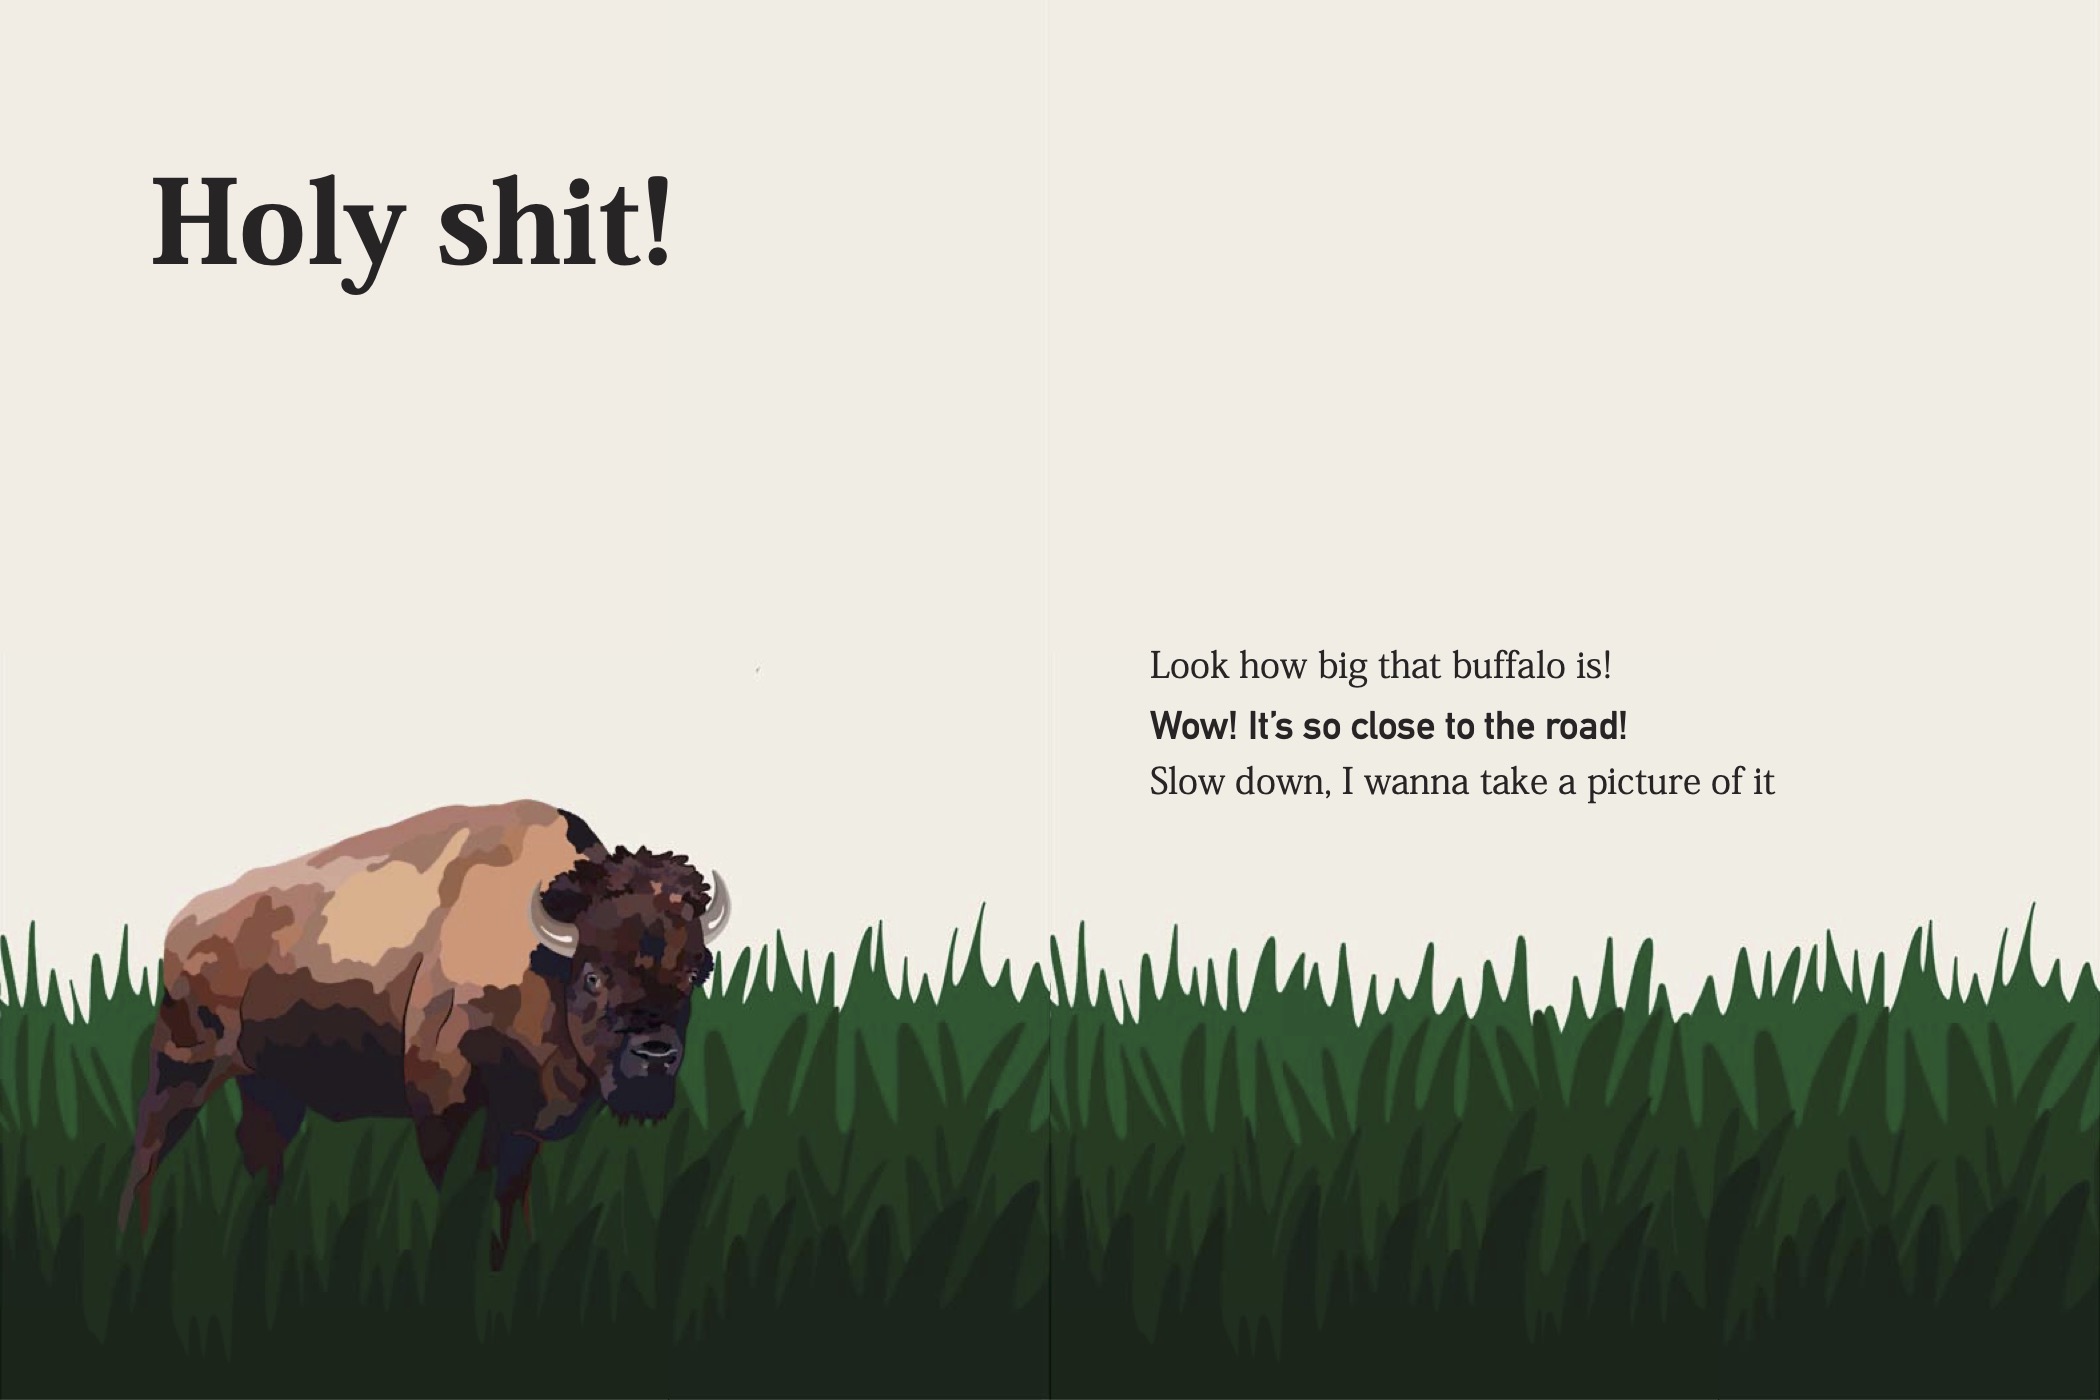 Holy shit!
Look how big that buffalo is!
Wow! It’s so close to the road!
Slow down, I wanna take a picture of it